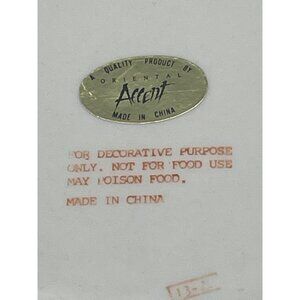 A QUALITY PRODUCT BY
ORIENTAL
Accent
MADE IN CHINA
FOR DECORATIVE PURPOSE
ONLY. NOT FOR FOOD USE
MAY POISON FOOD.
MADE IN CHINA